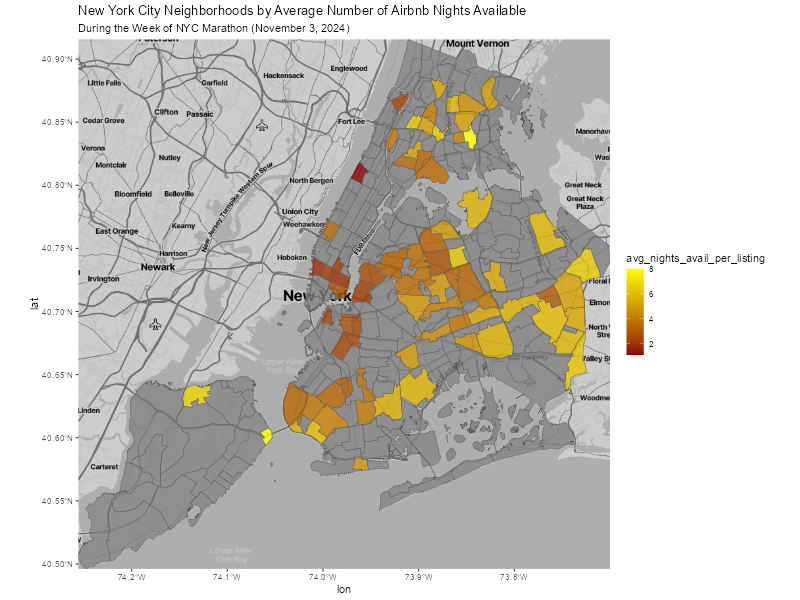 New York City Neighborhoods by Average Number of Airbnb Nights Available
During the Week of NYC Marathon (November 3, 2024)
40.90°N
40.85°N
40.80°N
40.75°N
40.70°N
40.65°N
40.60°N
40.55°N
40.50°N
lat
Mount Vernon
Englewood
Hackensack
Little Falls
Garfield
Clifton
Passaic
Cedar Grove
Fort Lee
Verona
Nutley
Montclair
North Bergen
Great Neck
Bloomfield
Belleville
Great Neck
Plaza
Union City
Kearny
Weehawken
East Orange
New Jersey Turnpike Western Spur
Harrison
Hoboken
Newark
Irvington
New York
Upper New
York Bay
Linden
Carteret
Lower New
York Bay
74.2°W
74.1°W
74.0°W
73.9°W
73.8°W
lon
avg_nights_avail_per_listing
8
6
4
2